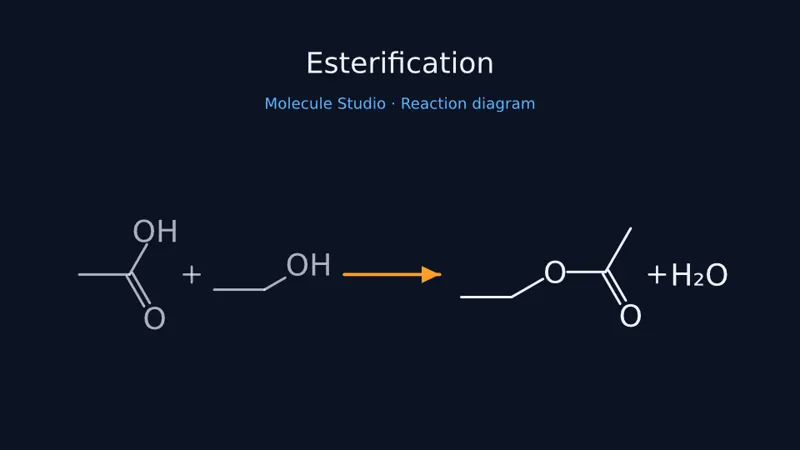 Esterification
Molecule Studio · Reaction diagram
OH
O
+
OH
O
O
+H₂O